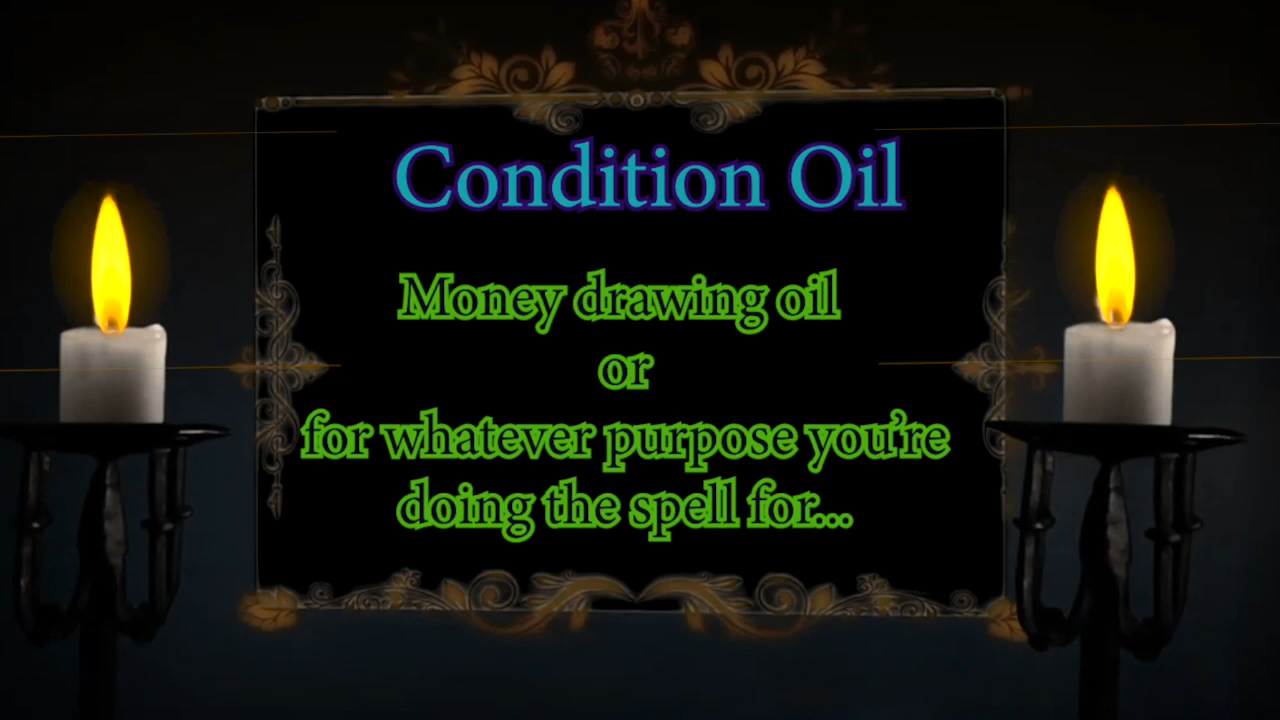 Condition Oil
Money drawing oil
or
for whatever purpose you're
doing the spell for...